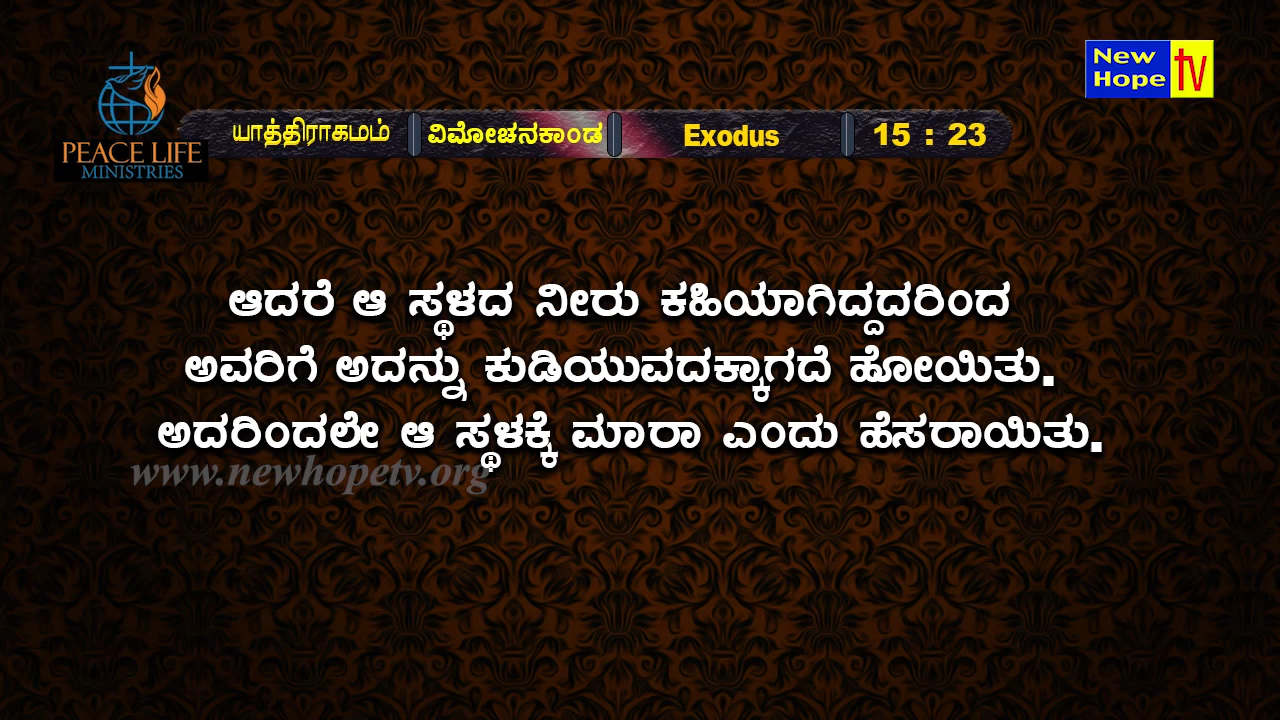 New
Hope
tv
PEACE LIFE
MINISTRIES
யாத்திராகமம் ವಿಮೋಚನಕಾಂಡ Exodus 15 : 23
ಆದರೆ ಆ ಸ್ಥಳದ ನೀರು ಕಹಿಯಾಗಿದ್ದದರಿಂದ
ಅವರಿಗೆ ಅದನ್ನು ಕುಡಿಯುವದಕ್ಕಾಗದೆ ಹೋಯಿತು.
ಅದರಿಂದಲೇ ಆ ಸ್ಥಳಕ್ಕೆ ಮಾರಾ ಎಂದು ಹೆಸರಾಯಿತು.
www.newhopetv.org